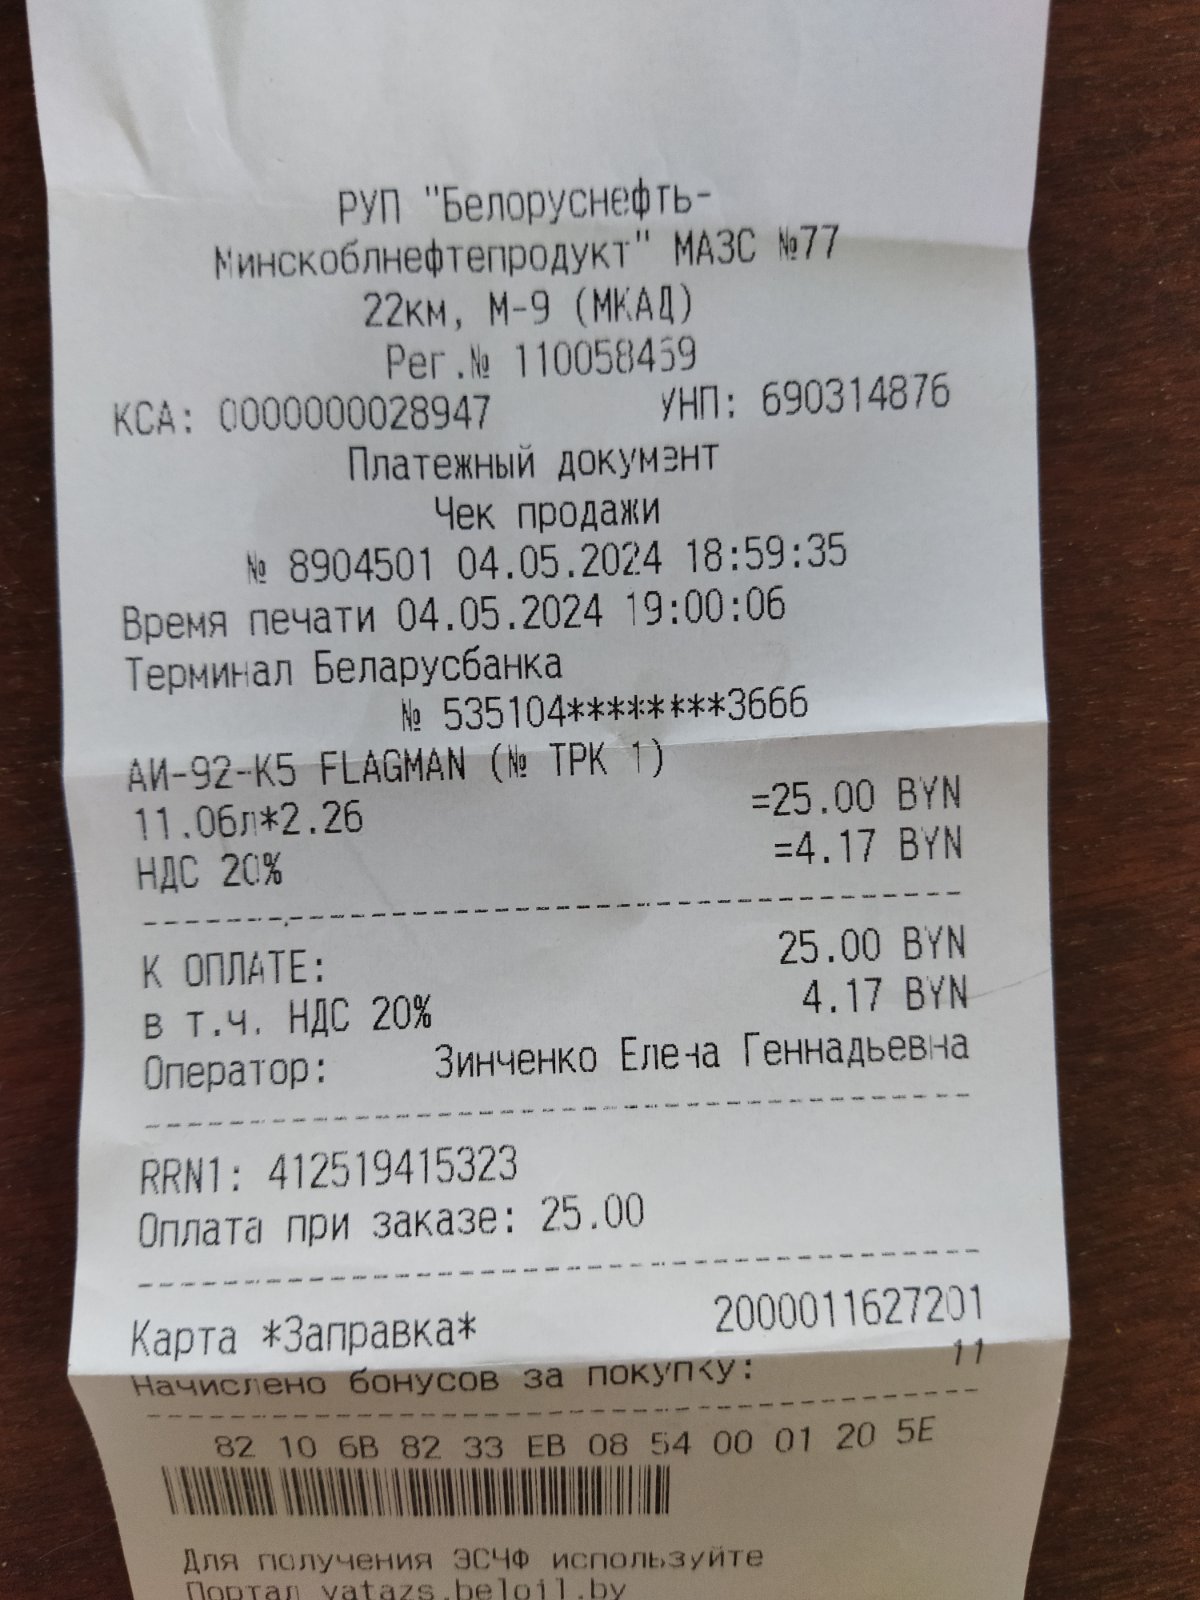 РУП "Белоруснефть-
Минскоблнефтепродукт" МАЗС №77
22км, М-9 (МКАД)
Рег.№ 110058469
КСА: 0000000028947 УНП: 690314876
Платежный документ
Чек продажи
№ 8904501 04.05.2024 18:59:35
Время печати 04.05.2024 19:00:06
Терминал Беларусбанка
№ 535104********3666
АИ-92-К5 FLAGMAN (№ ТРК 1)
11.06л*2.26 =25.00 BYN
НДС 20% =4.17 BYN
К ОПЛАТЕ: 25.00 BYN
в т.ч. НДС 20% 4.17 BYN
Оператор: Зинченко Елена Геннадьевна
RRN1: 412519415323
Оплата при заказе: 25.00
Карта *Заправка* 2000011627201
Начислено бонусов за покупку: 11
82 10 6B 82 33 EB 08 54 00 01 20 5E
Для получения ЭСЧФ используйте
Портал vatazs.beloil.by